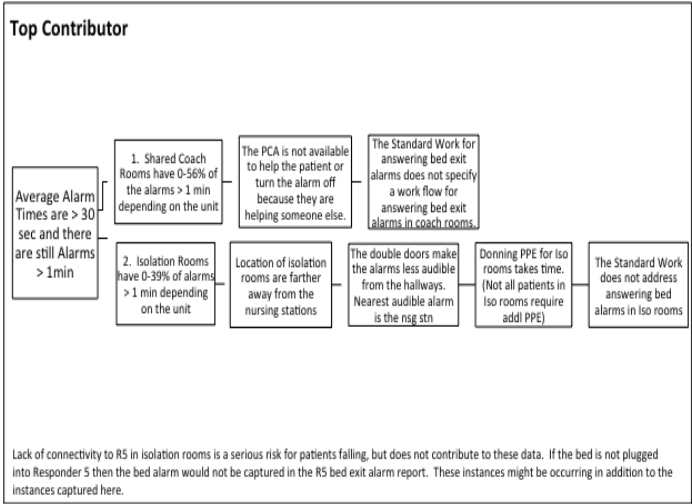 Top Contributor
Average Alarm
Times are > 30
sec and there
are still Alarms
> 1min
1. Shared Coach
Rooms have 0-56% of
the alarms > 1 min
depending on the unit
The PCA is not available
to help the patient or
turn the alarm off
because they are
helping someone else.
The Standard Work for
answering bed exit
alarms does not specify
a work flow for
answering bed exit
alarms in coach rooms.
2. Isolation Rooms
have 0-39% of alarms
> 1 min depending
on the unit
Location of isolation
rooms are farther
away from the
nursing stations
The double doors make
the alarms less audible
from the hallways.
Nearest audible alarm
is the nsg stn
Donning PPE for Iso
rooms takes time.
(Not all patients in
Iso rooms require
addl PPE)
The Standard Work
does not address
answering bed
alarms in Iso rooms
Lack of connectivity to R5 in isolation rooms is a serious risk for patients falling, but does not contribute to these data. If the bed is not plugged
into Responder 5 then the bed alarm would not be captured in the R5 bed exit alarm report. These instances might be occurring in addition to the
instances captured here.